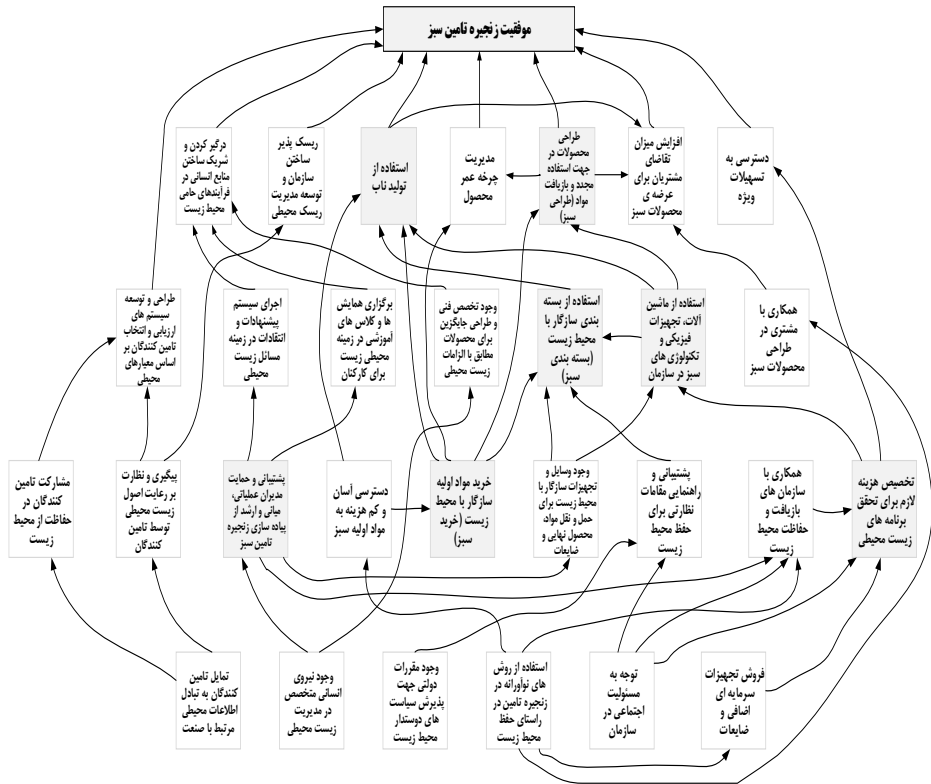 موفقیت زنجیره تامین سبز
دسترسی به
تسهیلات
ویژه
افزایش میزان
تقاضای
مشتریان برای
عرضه ی
محصولات سبز
طراحی
محصولات در
جهت استفاده
مجدد و بازیافت
مواد (طراحی
سبز)
مدیریت
چرخه عمر
محصول
استفاده از
تولید ناب
ریسک پذیر
ساختن
سازمان و
توسعه مدیریت
ریسک محیطی
درگیر کردن و
شریک ساختن
منابع انسانی در
فرآیندهای حامی
محیط زیست
همکاری با
مشتری در
طراحی
محصولات سبز
استفاده از ماشین
آلات، تجهیزات
فیزیکی و
تکنولوژی های
سبز در سازمان
استفاده از بسته
بندی سازگار با
محیط زیست
(بسته بندی
سبز)
وجود تخصص فنی
و طراحی جایگزین
برای محصولات
مطابق با الزامات
زیست محیطی
برگزاری همایش
ها و کلاس های
آموزشی در زمینه
محیطی زیست
برای کارکنان
اجرای سیستم
پیشنهادات و
انتقادات در زمینه
مسائل زیست
محیطی
طراحی و توسعه
سیستم های
ارزیابی و انتخاب
تامین کنندگان بر
اساس معیارهای
محیطی
تخصیص هزینه
لازم برای تحقق
برنامه های
زیست محیطی
همکاری با
سازمان های
بازیافت و
حفاظت محیط
زیست
پشتیبانی و
راهنمایی مقامات
نظارتی برای
حفظ محیط
زیست
وجود وسایل و
تجهیزات سازگار با
محیط زیست برای
حمل و نقل مواد،
محصول نهایی و
ضایعات
خرید مواد اولیه
سازگار با محیط
زیست (خرید
سبز)
دسترسی آسان
و کم هزینه به
مواد اولیه سبز
پشتیبانی و حمایت
مدیران عملیاتی،
میانی و ارشد از
پیاده سازی زنجیره
تامین سبز
پیگیری و نظارت
بر رعایت اصول
زیست محیطی
توسط تامین
کنندگان
مشارکت تامین
کنندگان در
حفاظت از محیط
زیست
فروش تجهیزات
سرمایه ای
اضافی و
ضایعات
توجه به
مسئولیت
اجتماعی در
سازمان
استفاده از روش
های نوآورانه در
زنجیره تامین در
راستای حفظ
محیط زیست
وجود مقررات
دولتی جهت
پذیرش سیاست
های دوستدار
محیط زیست
وجود نیروی
انسانی متخصص
در مدیریت
زیست محیطی
تمایل تامین
کنندگان به تبادل
اطلاعات محیطی
مرتبط با صنعت